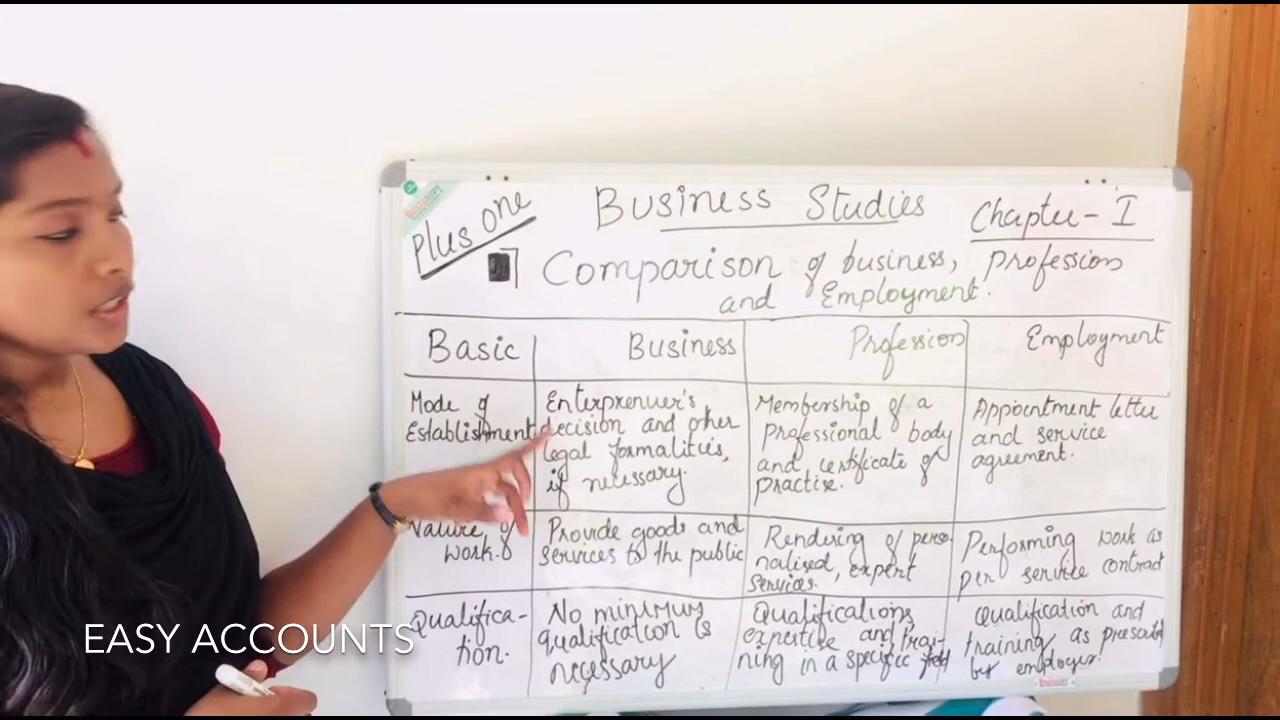 Plus one
Business Studies
Chapter - I
Comparison of business, profession
and Employment.
Basic
Business
Profession
Employment
Mode of
Establishment
Enterprenuer's
decision and other
legal formalities,
if necessary.
Membership of a
professional body
and certificate of
practise.
Appointment letter
and service
agreement.
Nature of
work.
Provide goods and
services to the public
Rendering of perso-
nalised, expert
services.
Performing work as
per service contract
Qualifica-
tion.
No minimum
qualification is
necessary
Qualifications,
expertise and trai-
ning in a specific field
Qualification and
training as prescribed
by employer.
EASY ACCOUNTS